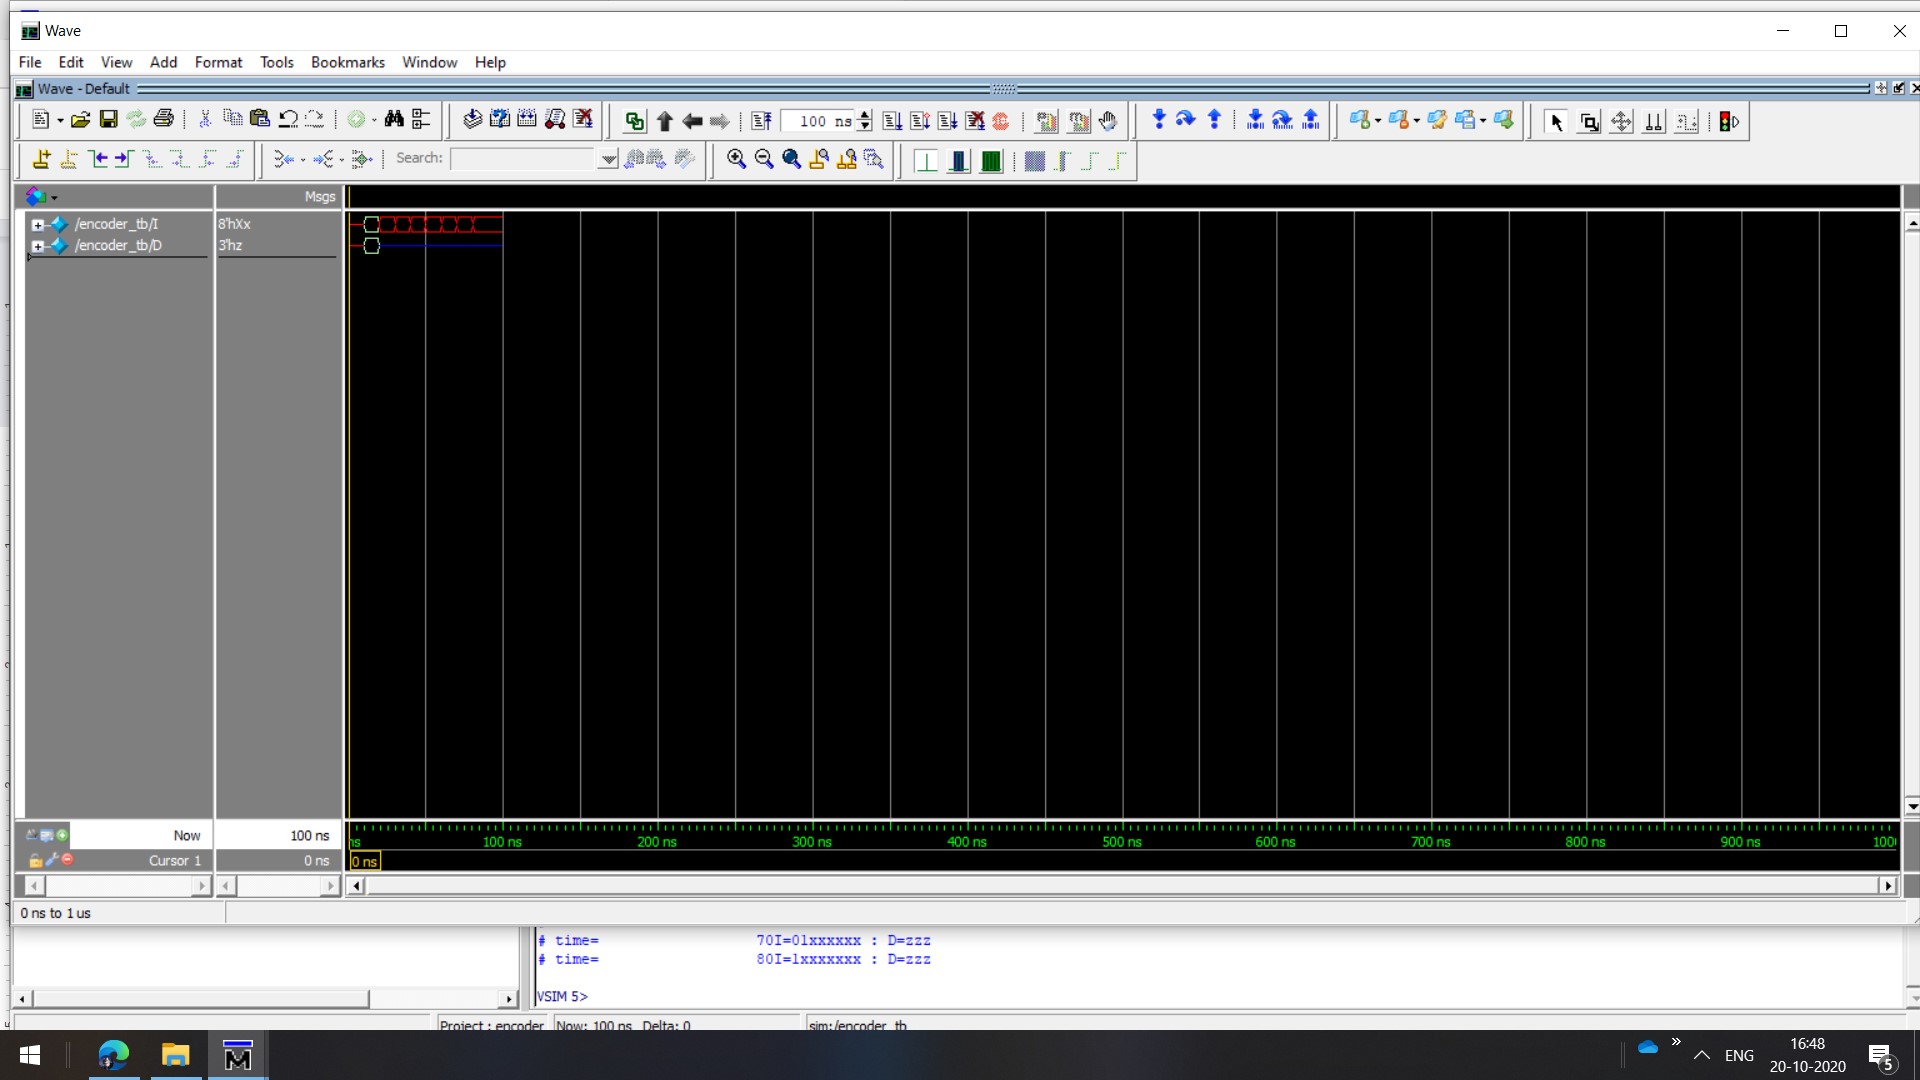 Wave
File Edit View Add Format Tools Bookmarks Window Help
Wave - Default
100 ns
Search:
Msgs
/encoder_tb/I 8'hXx
/encoder_tb/D 3'hz
Now 100 ns
ns 100 ns 200 ns 300 ns 400 ns 500 ns 600 ns 700 ns 800 ns 900 ns 100
Cursor 1 0 ns 0 ns
0 ns to 1 us
# time= 70I=01xxxxxx : D=zzz
# time= 80I=1xxxxxxx : D=zzz
VSIM 5>
Project : encoder Now: 100 ns Delta: 0 sim:/encoder_tb
ENG
16:48
20-10-2020
5